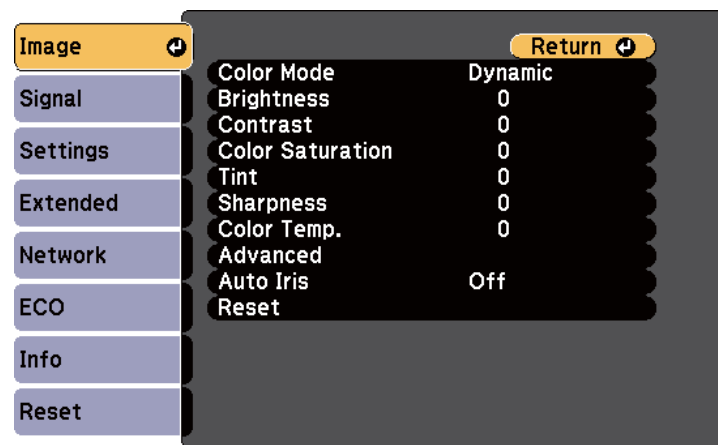 Image
Signal
Settings
Extended
Network
ECO
Info
Reset
Return
Color Mode Dynamic
Brightness 0
Contrast 0
Color Saturation 0
Tint 0
Sharpness 0
Color Temp. 0
Advanced
Auto Iris Off
Reset